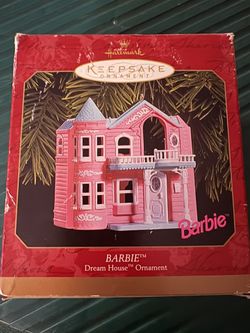 Hallmark
KEEPSAKE
ORNAMENT
Barbie
BARBIE™
Dream House™ Ornament